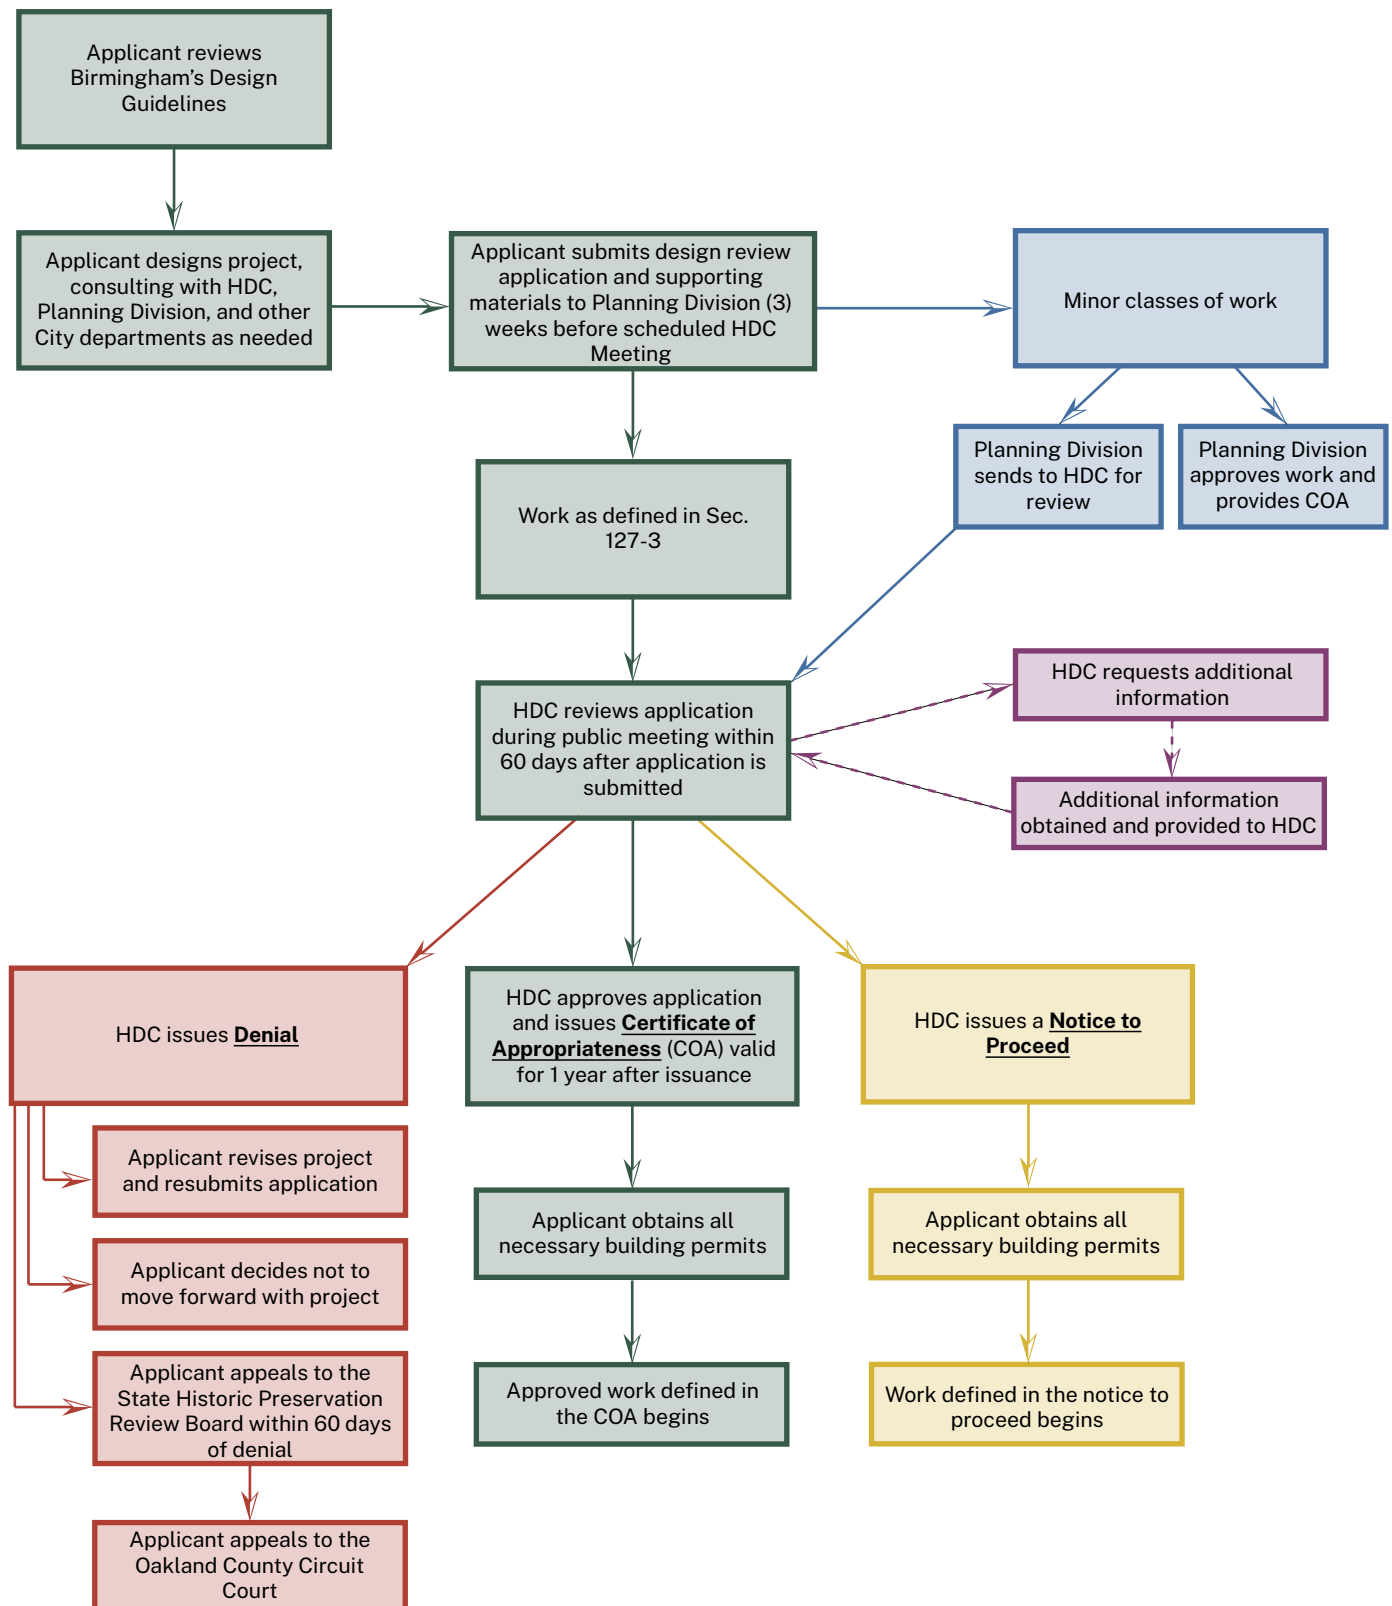 Applicant reviews
Birmingham’s Design
Guidelines
Applicant designs project,
consulting with HDC,
Planning Division, and other
City departments as needed
Applicant submits design review
application and supporting
materials to Planning Division (3)
weeks before scheduled HDC
Meeting
Minor classes of work
Planning Division
sends to HDC for
review
Planning Division
approves work and
provides COA
Work as defined in Sec.
127-3
HDC reviews application
during public meeting within
60 days after application is
submitted
HDC requests additional
information
Additional information
obtained and provided to HDC
HDC issues Denial
HDC approves application
and issues Certificate of
Appropriateness (COA) valid
for 1 year after issuance
HDC issues a Notice to
Proceed
Applicant revises project
and resubmits application
Applicant decides not to
move forward with project
Applicant appeals to the
State Historic Preservation
Review Board within 60 days
of denial
Applicant appeals to the
Oakland County Circuit
Court
Applicant obtains all
necessary building permits
Approved work defined in
the COA begins
Applicant obtains all
necessary building permits
Work defined in the notice to
proceed begins